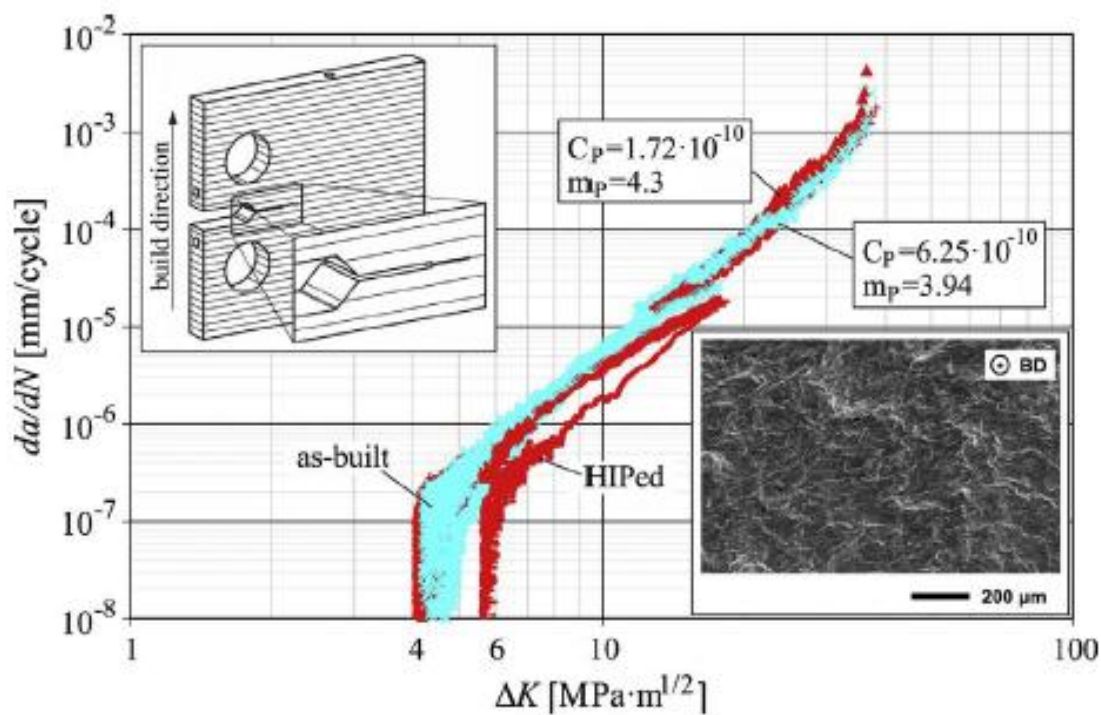 10⁻²
10⁻³
10⁻⁴
10⁻⁵
10⁻⁶
10⁻⁷
10⁻⁸
da/dN [mm/cycle]
build direction
C_P=1.72·10⁻¹⁰
m_P=4.3
C_P=6.25·10⁻¹⁰
m_P=3.94
as-built
HIPed
BD
200 µm
1
4
6
10
100
ΔK [MPa·m^{1/2}]